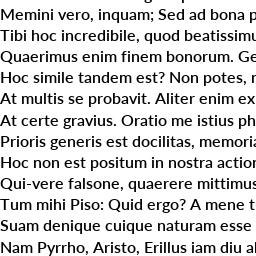 Memini vero, inquam; Sed ad bona p
Tibi hoc incredibile, quod beatissimu
Quaerimus enim finem bonorum. Ge
Hoc simile tandem est? Non potes, n
At multis se probavit. Aliter enim ex
At certe gravius. Oratio me istius ph
Prioris generis est docilitas, memoria
Hoc non est positum in nostra action
Qui-vere falsone, quaerere mittimus
Tum mihi Piso: Quid ergo? A mene t
Suam denique cuique naturam esse
Nam Pyrrho, Aristo, Erillus iam diu al